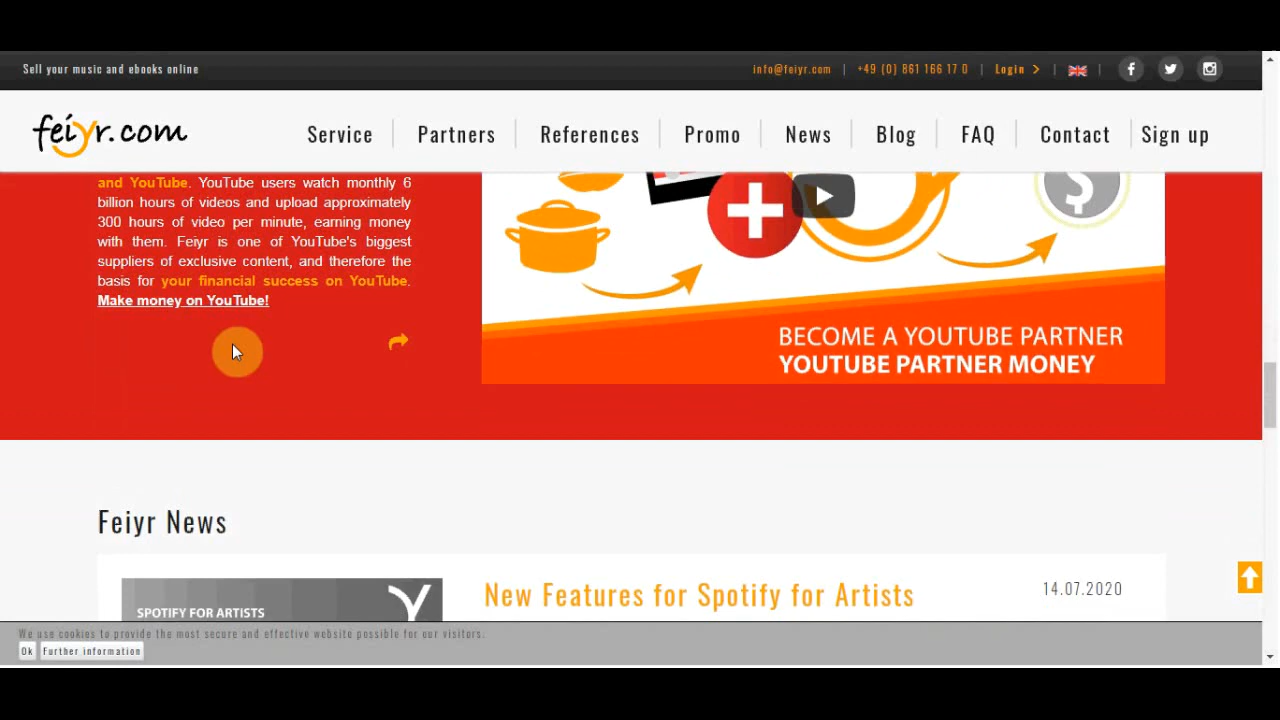 Sell your music and ebooks online
info@feiyr.com | +49 (0) 861 166 17 0 | Login > | |
feiyr.com
Service Partners References Promo News Blog FAQ Contact Sign up
and YouTube. YouTube users watch monthly 6
billion hours of videos and upload approximately
300 hours of video per minute, earning money
with them. Feiyr is one of YouTube's biggest
suppliers of exclusive content, and therefore the
basis for your financial success on YouTube.
Make money on YouTube!
$
BECOME A YOUTUBE PARTNER
YOUTUBE PARTNER MONEY
Feiyr News
SPOTIFY FOR ARTISTS
New Features for Spotify for Artists
14.07.2020
We use cookies to provide the most secure and effective website possible for our visitors.
Ok Further information